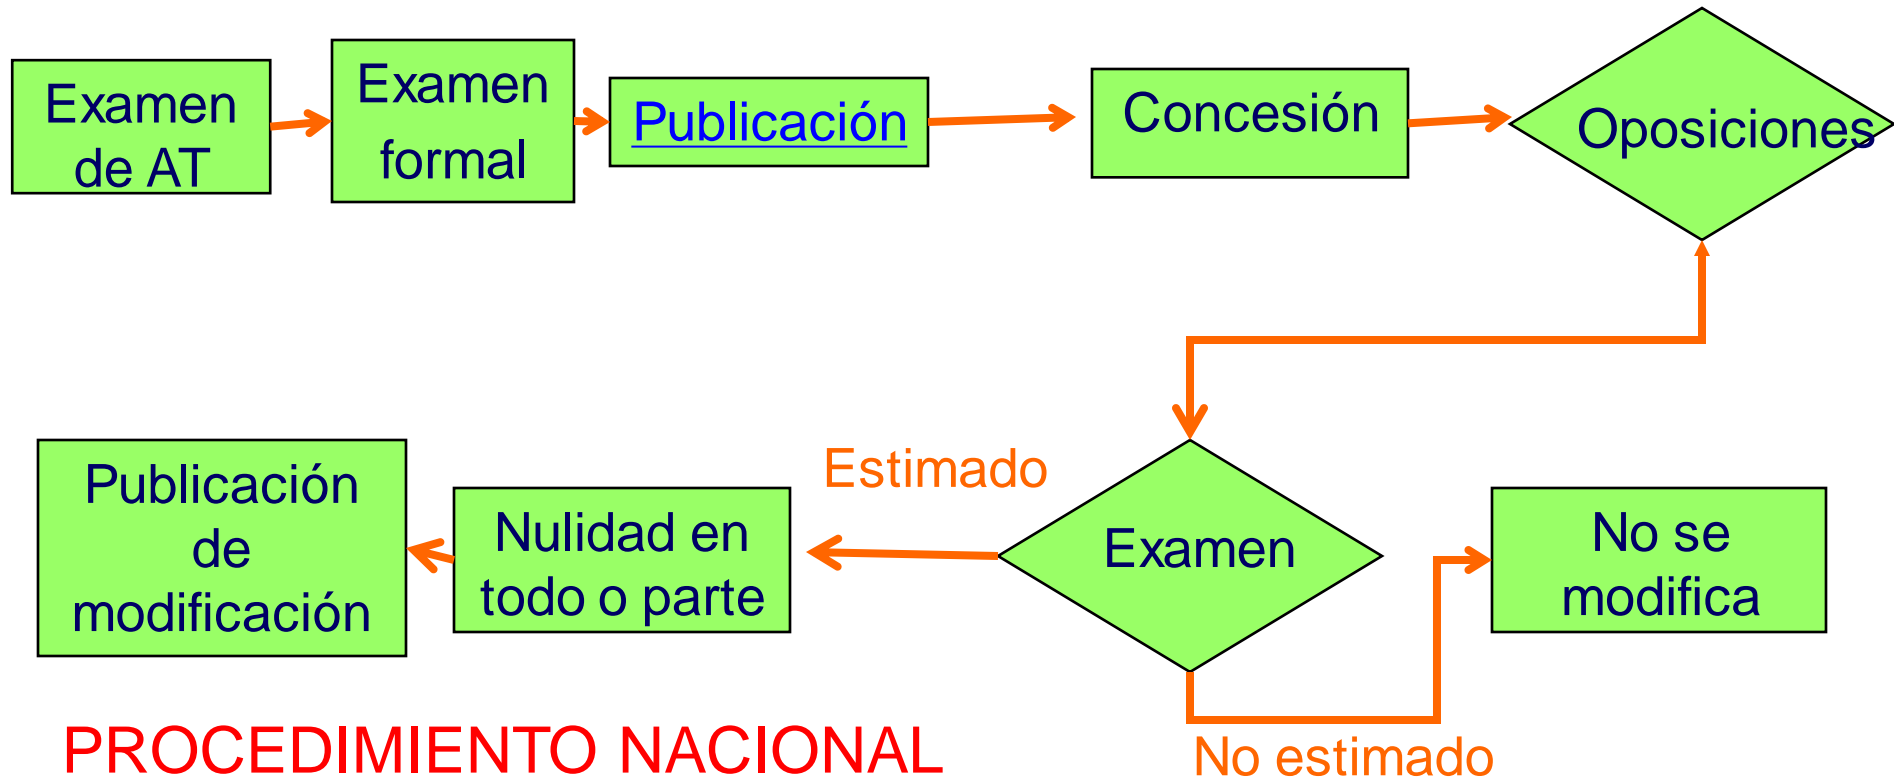 Examen
de AT
Examen
formal
Publicación
Concesión
Oposiciones
Publicación
de
modificación
Nulidad en
todo o parte
Estimado
Examen
No se
modifica
No estimado
PROCEDIMIENTO NACIONAL